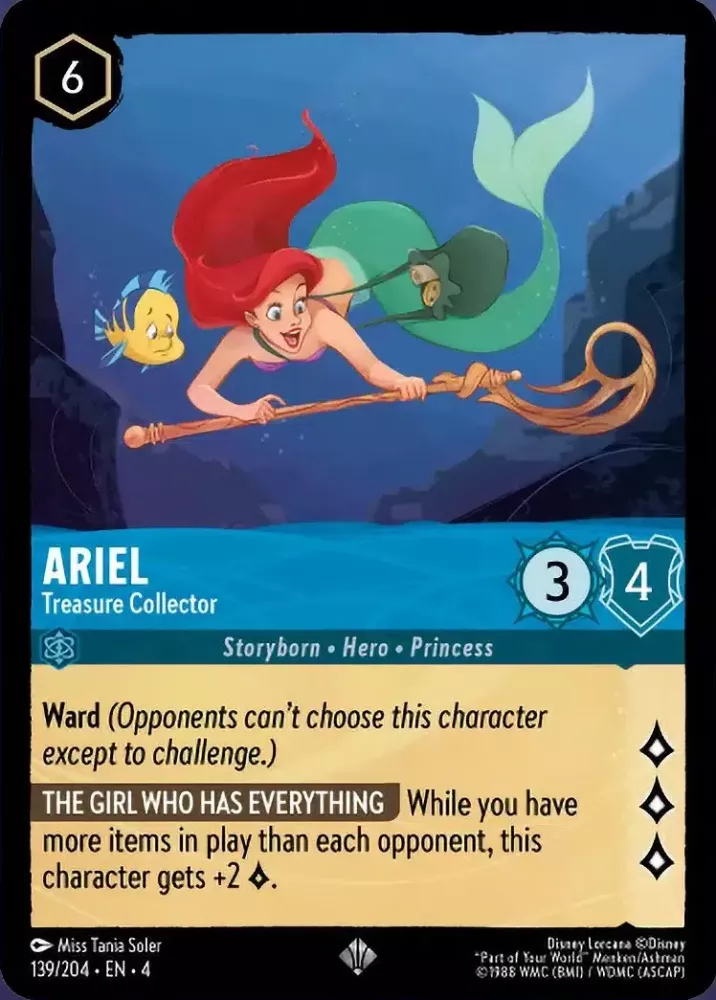 6
ARIEL
Treasure Collector
3
4
Storyborn • Hero • Princess
Ward (Opponents can't choose this character
except to challenge.)
THE GIRL WHO HAS EVERYTHING While you have
more items in play than each opponent, this
character gets +2 .
Miss Tania Soler
139/204 • EN • 4
Disney Lorcana ©Disney
"Part of Your World" Menken/Ashman
©1988 WMC (BMI) / WDMC (ASCAP)